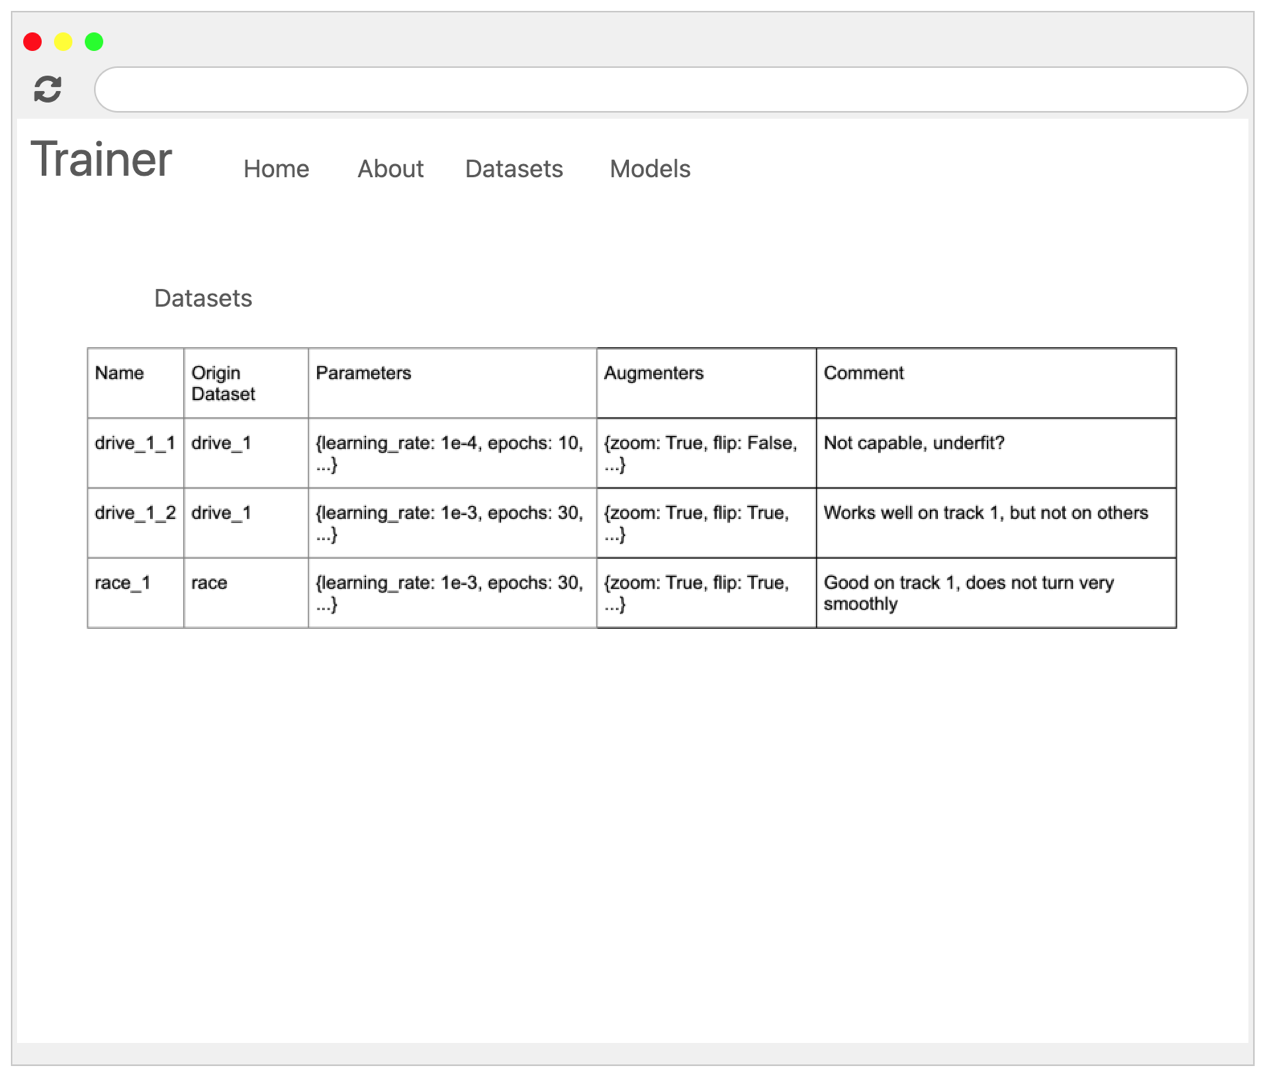 Trainer
Home About Datasets Models
Datasets
Name Origin Dataset Parameters Augmenters Comment
drive_1_1 drive_1 {learning_rate: 1e-4, epochs: 10, ...} {zoom: True, flip: False, ...} Not capable, underfit?
drive_1_2 drive_1 {learning_rate: 1e-3, epochs: 30, ...} {zoom: True, flip: True, ...} Works well on track 1, but not on others
race_1 race {learning_rate: 1e-3, epochs: 30, ...} {zoom: True, flip: True, ...} Good on track 1, does not turn very smoothly